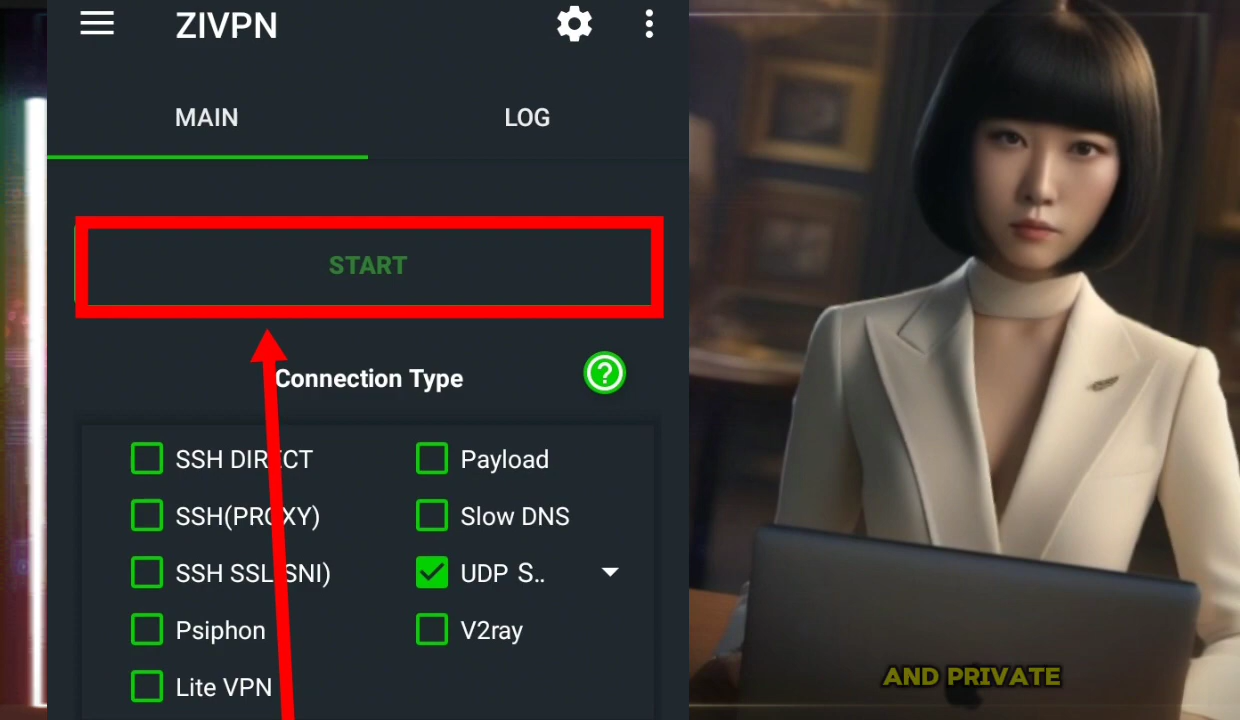 ZIVPN
MAIN
LOG
START
Connection Type
?
SSH DIRECT
Payload
SSH(PROXY)
Slow DNS
SSH SSL(SNI)
UDP S..
Psiphon
V2ray
Lite VPN
AND PRIVATE